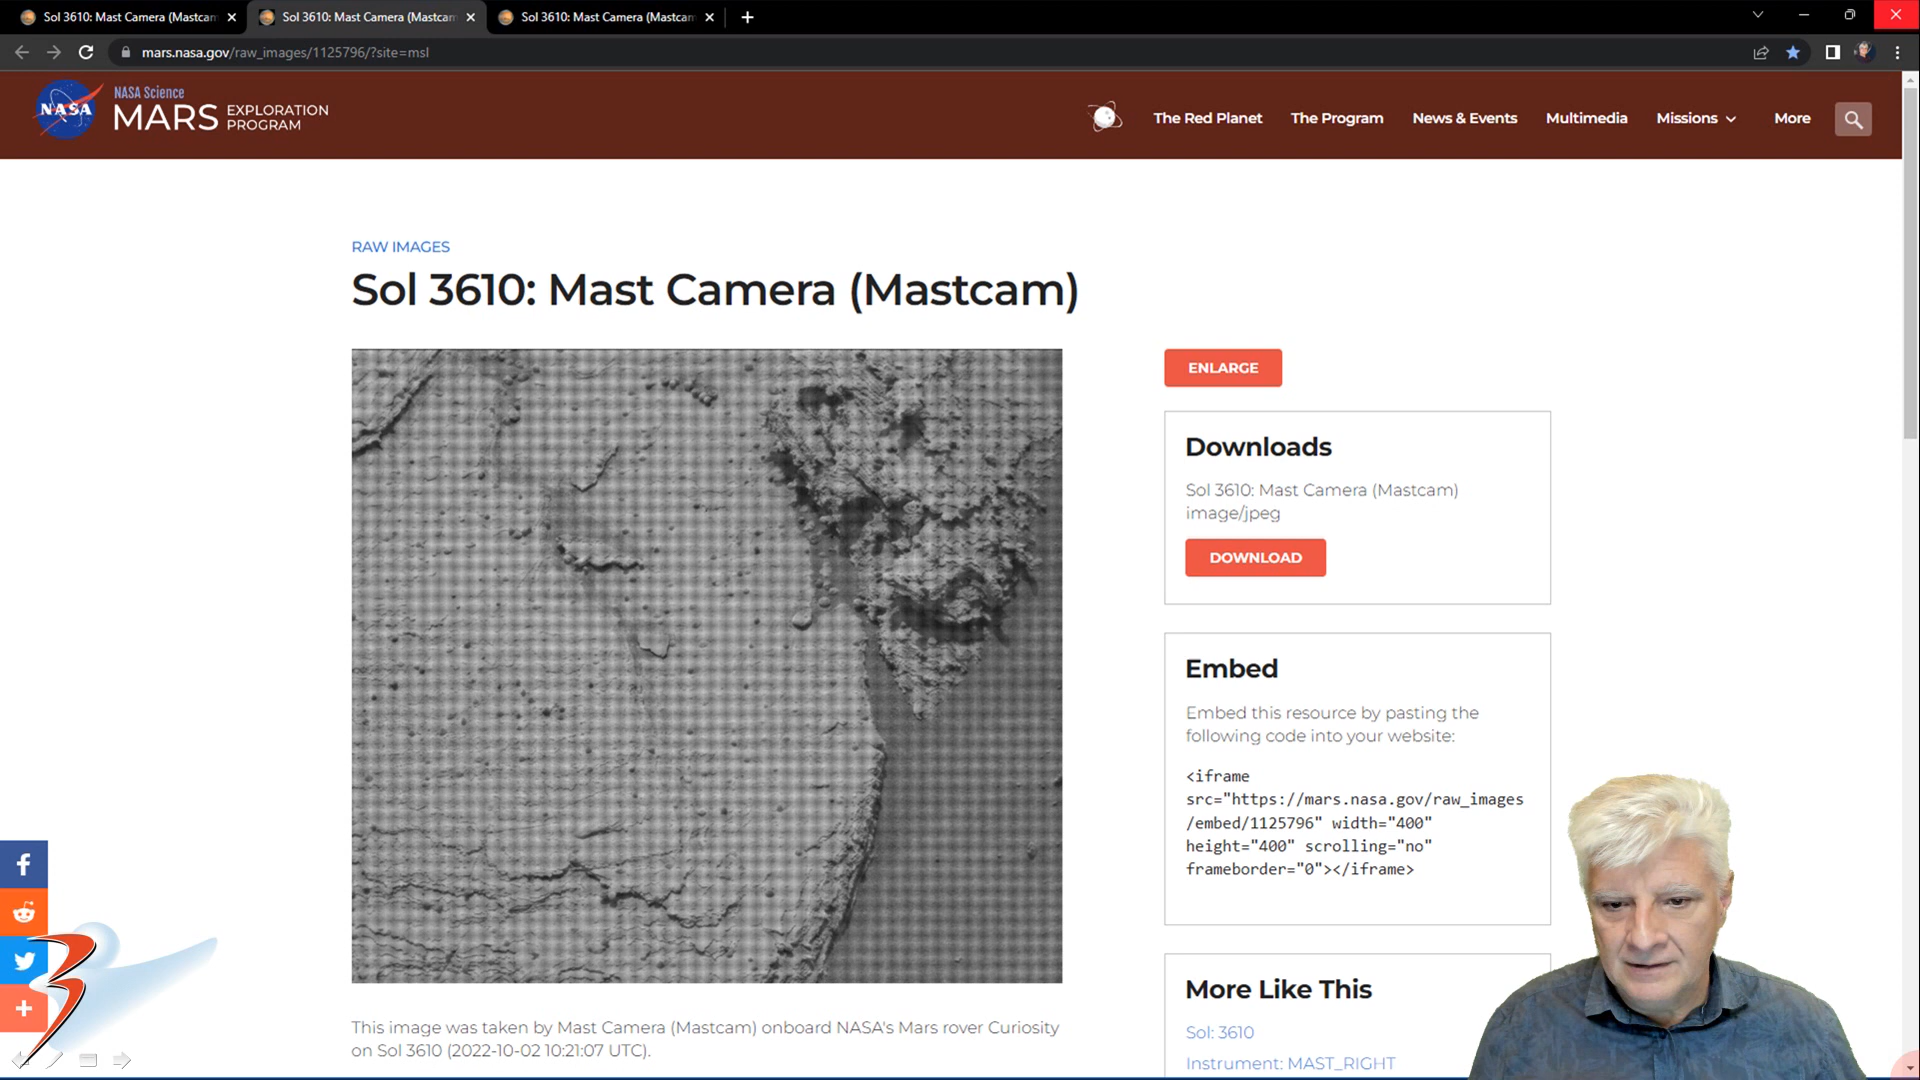 Sol 3610: Mast Camera (Mastcam
Sol 3610: Mast Camera (Mastcam
Sol 3610: Mast Camera (Mastcam
mars.nasa.gov/raw_images/1125796/?site=msl
NASA
NASA Science
MARS EXPLORATION PROGRAM
The Red Planet
The Program
News & Events
Multimedia
Missions
More
RAW IMAGES
Sol 3610: Mast Camera (Mastcam)
ENLARGE
Downloads
Sol 3610: Mast Camera (Mastcam)
image/jpeg
DOWNLOAD
Embed
Embed this resource by pasting the
following code into your website:
<iframe
src="https://mars.nasa.gov/raw_images
/embed/1125796" width="400"
height="400" scrolling="no"
frameborder="0"></iframe>
More Like This
Sol: 3610
Instrument: MAST_RIGHT
This image was taken by Mast Camera (Mastcam) onboard NASA's Mars rover Curiosity
on Sol 3610 (2022-10-02 10:21:07 UTC).